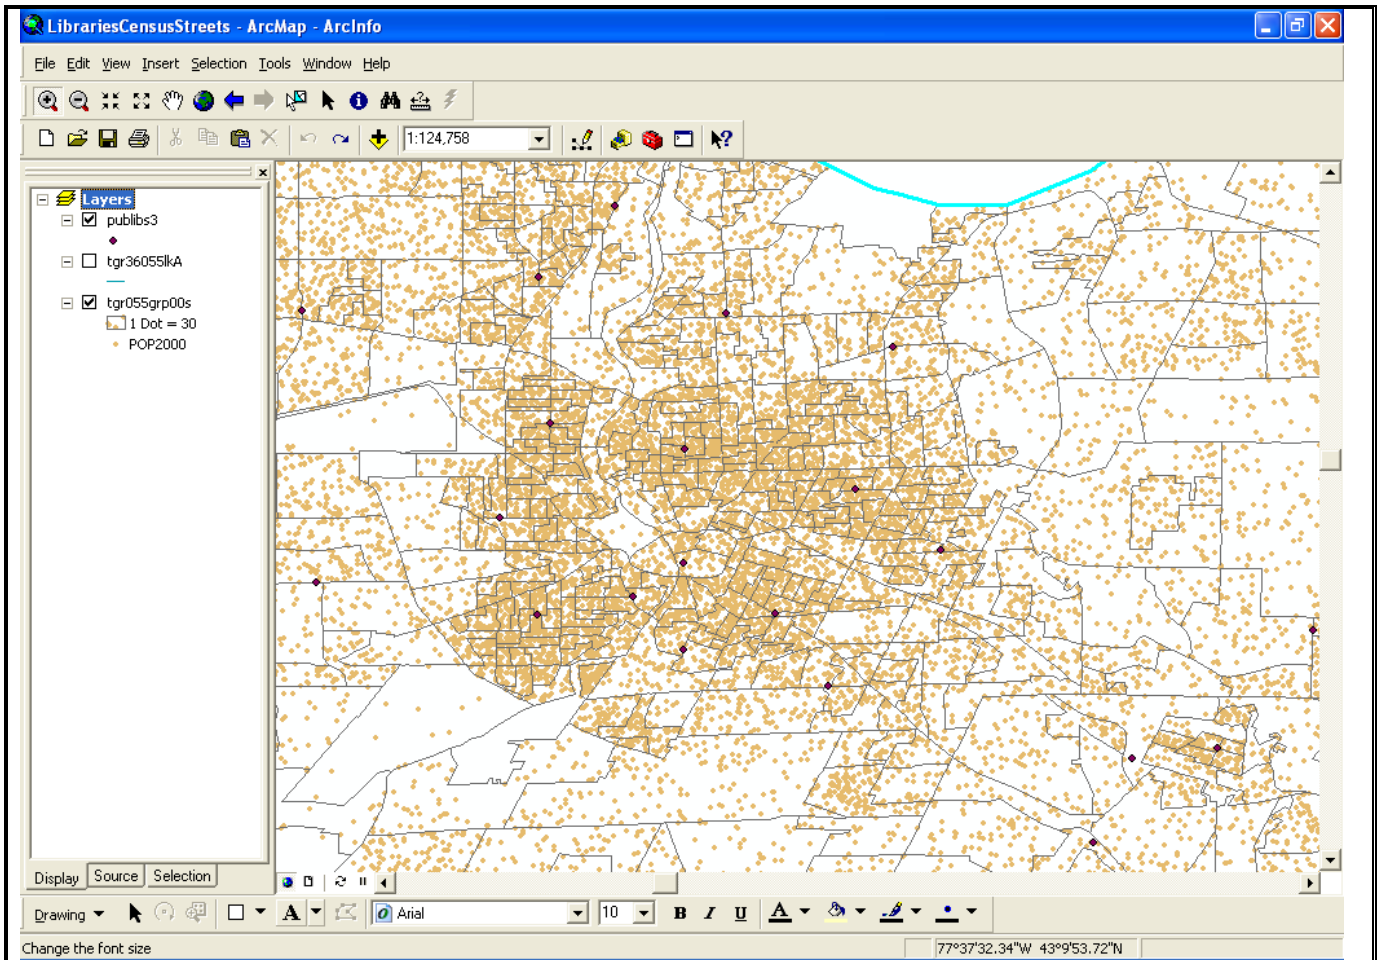 LibrariesCensusStreets - ArcMap - ArcInfo
File Edit View Insert Selection Tools Window Help
1:124,758
Layers
publibs3
tgr36055lkA
tgr055grp00s
1 Dot = 30
POP2000
Display Source Selection
Drawing A Arial 10 B I U A
Change the font size 77°37'32.34"W 43°9'53.72"N